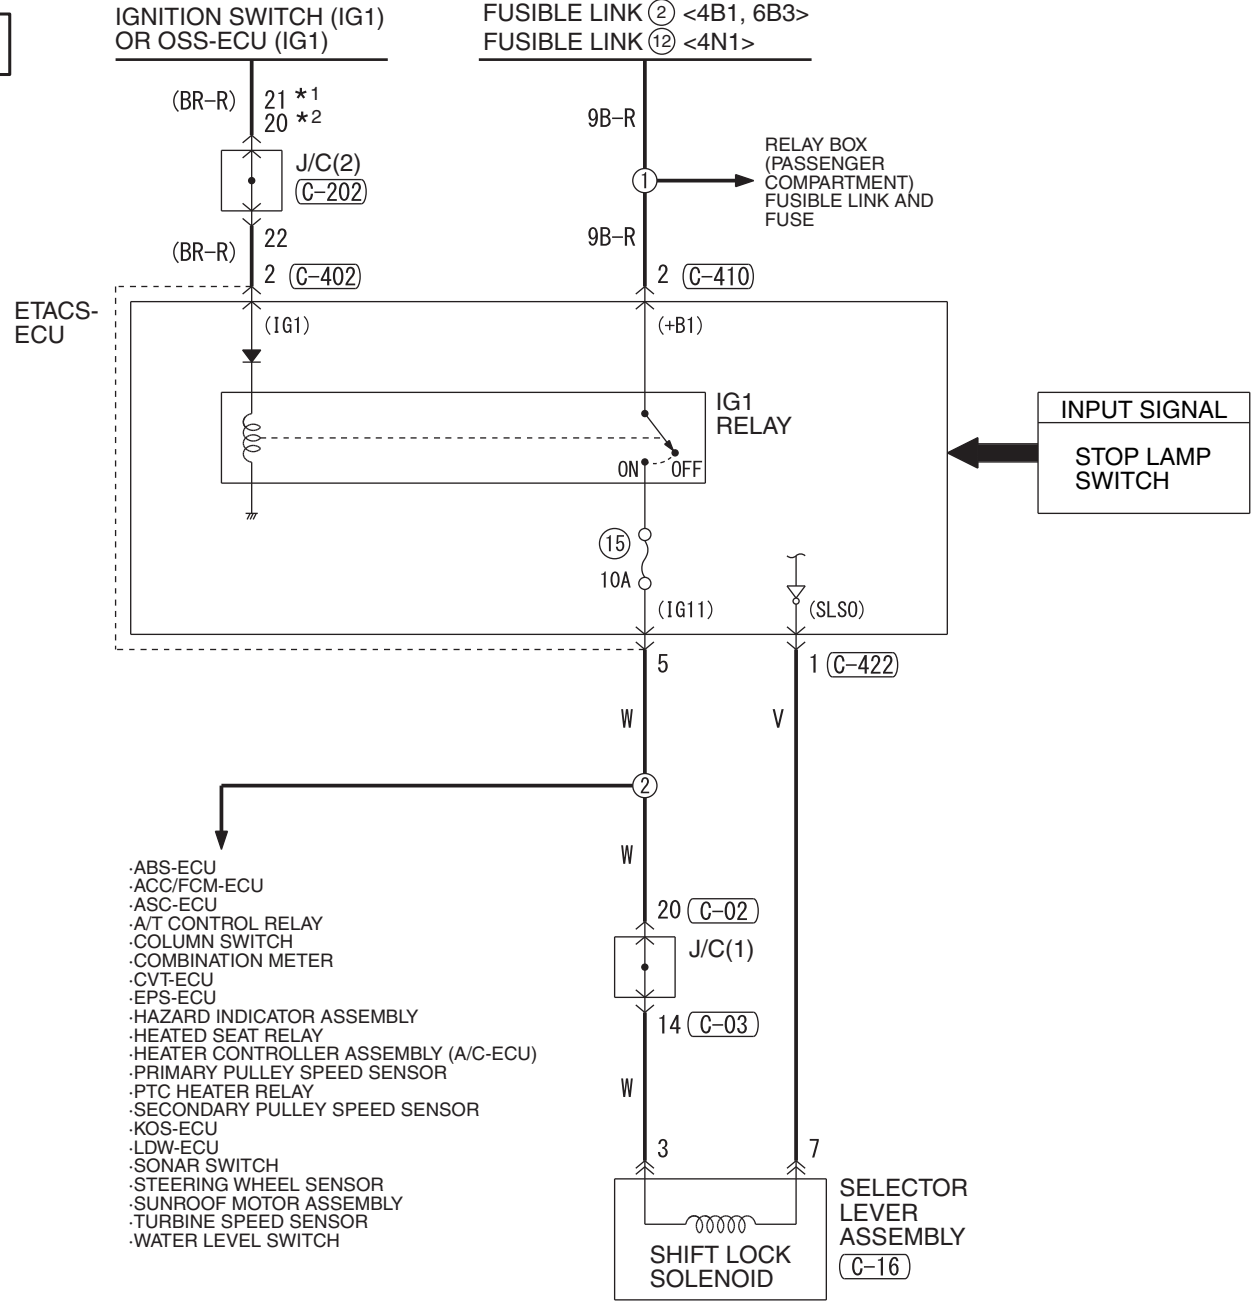 IGNITION SWITCH (IG1)
OR OSS-ECU (IG1)
FUSIBLE LINK ② <4B1, 6B3>
FUSIBLE LINK ⑫ <4N1>
(BR-R)
21 *1
20 *2
J/C(2)
C-202
(BR-R)
22
2 C-402
9B-R
1
RELAY BOX
(PASSENGER
COMPARTMENT)
FUSIBLE LINK AND
FUSE
9B-R
2 C-410
ETACS-
ECU
(IG1)
(+B1)
IG1
RELAY
ON OFF
INPUT SIGNAL
STOP LAMP
SWITCH
15
10A
(IG11)
(SLS0)
5
1 C-422
W
V
2
W
·ABS-ECU
·ACC/FCM-ECU
·ASC-ECU
·A/T CONTROL RELAY
·COLUMN SWITCH
·COMBINATION METER
·CVT-ECU
·EPS-ECU
·HAZARD INDICATOR ASSEMBLY
·HEATED SEAT RELAY
·HEATER CONTROLLER ASSEMBLY (A/C-ECU)
·PRIMARY PULLEY SPEED SENSOR
·PTC HEATER RELAY
·SECONDARY PULLEY SPEED SENSOR
·KOS-ECU
·LDW-ECU
·SONAR SWITCH
·STEERING WHEEL SENSOR
·SUNROOF MOTOR ASSEMBLY
·TURBINE SPEED SENSOR
·WATER LEVEL SWITCH
20 C-02
J/C(1)
14 C-03
W
3
7
SHIFT LOCK
SOLENOID
SELECTOR
LEVER
ASSEMBLY
C-16